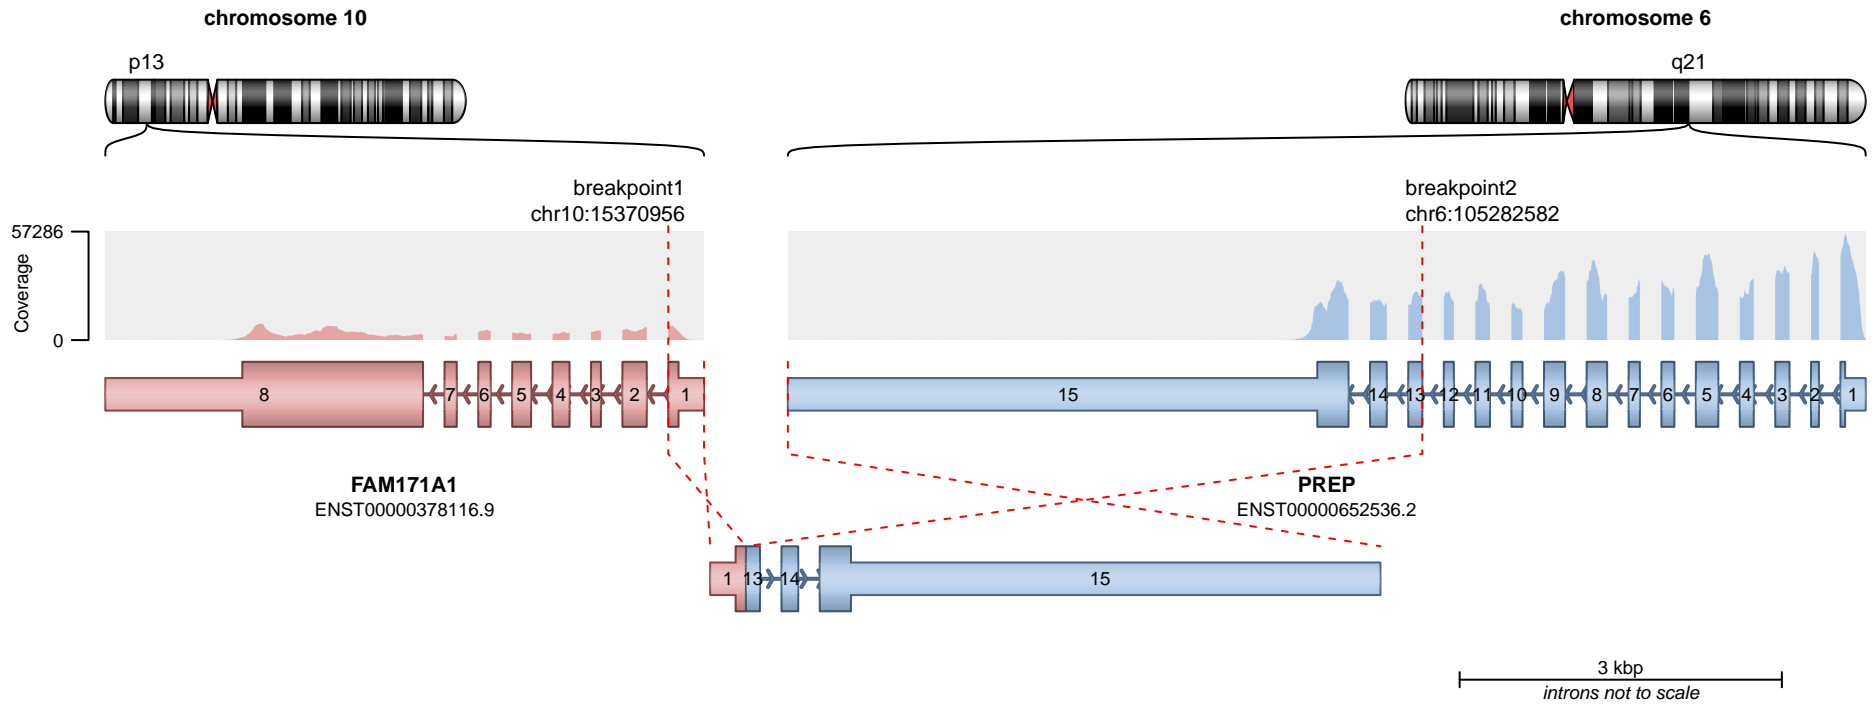 chromosome 10
chromosome 6
p13
q21
breakpoint1
chr10:15370956
breakpoint2
chr6:105282582
57286
Coverage
0
8 7 6 5 4 3 2 1
15 14 13 12 11 10 9 8 7 6 5 4 3 2 1
FAM171A1
ENST00000378116.9
PREP
ENST00000652536.2
1 13 14 15
3 kbp
introns not to scale